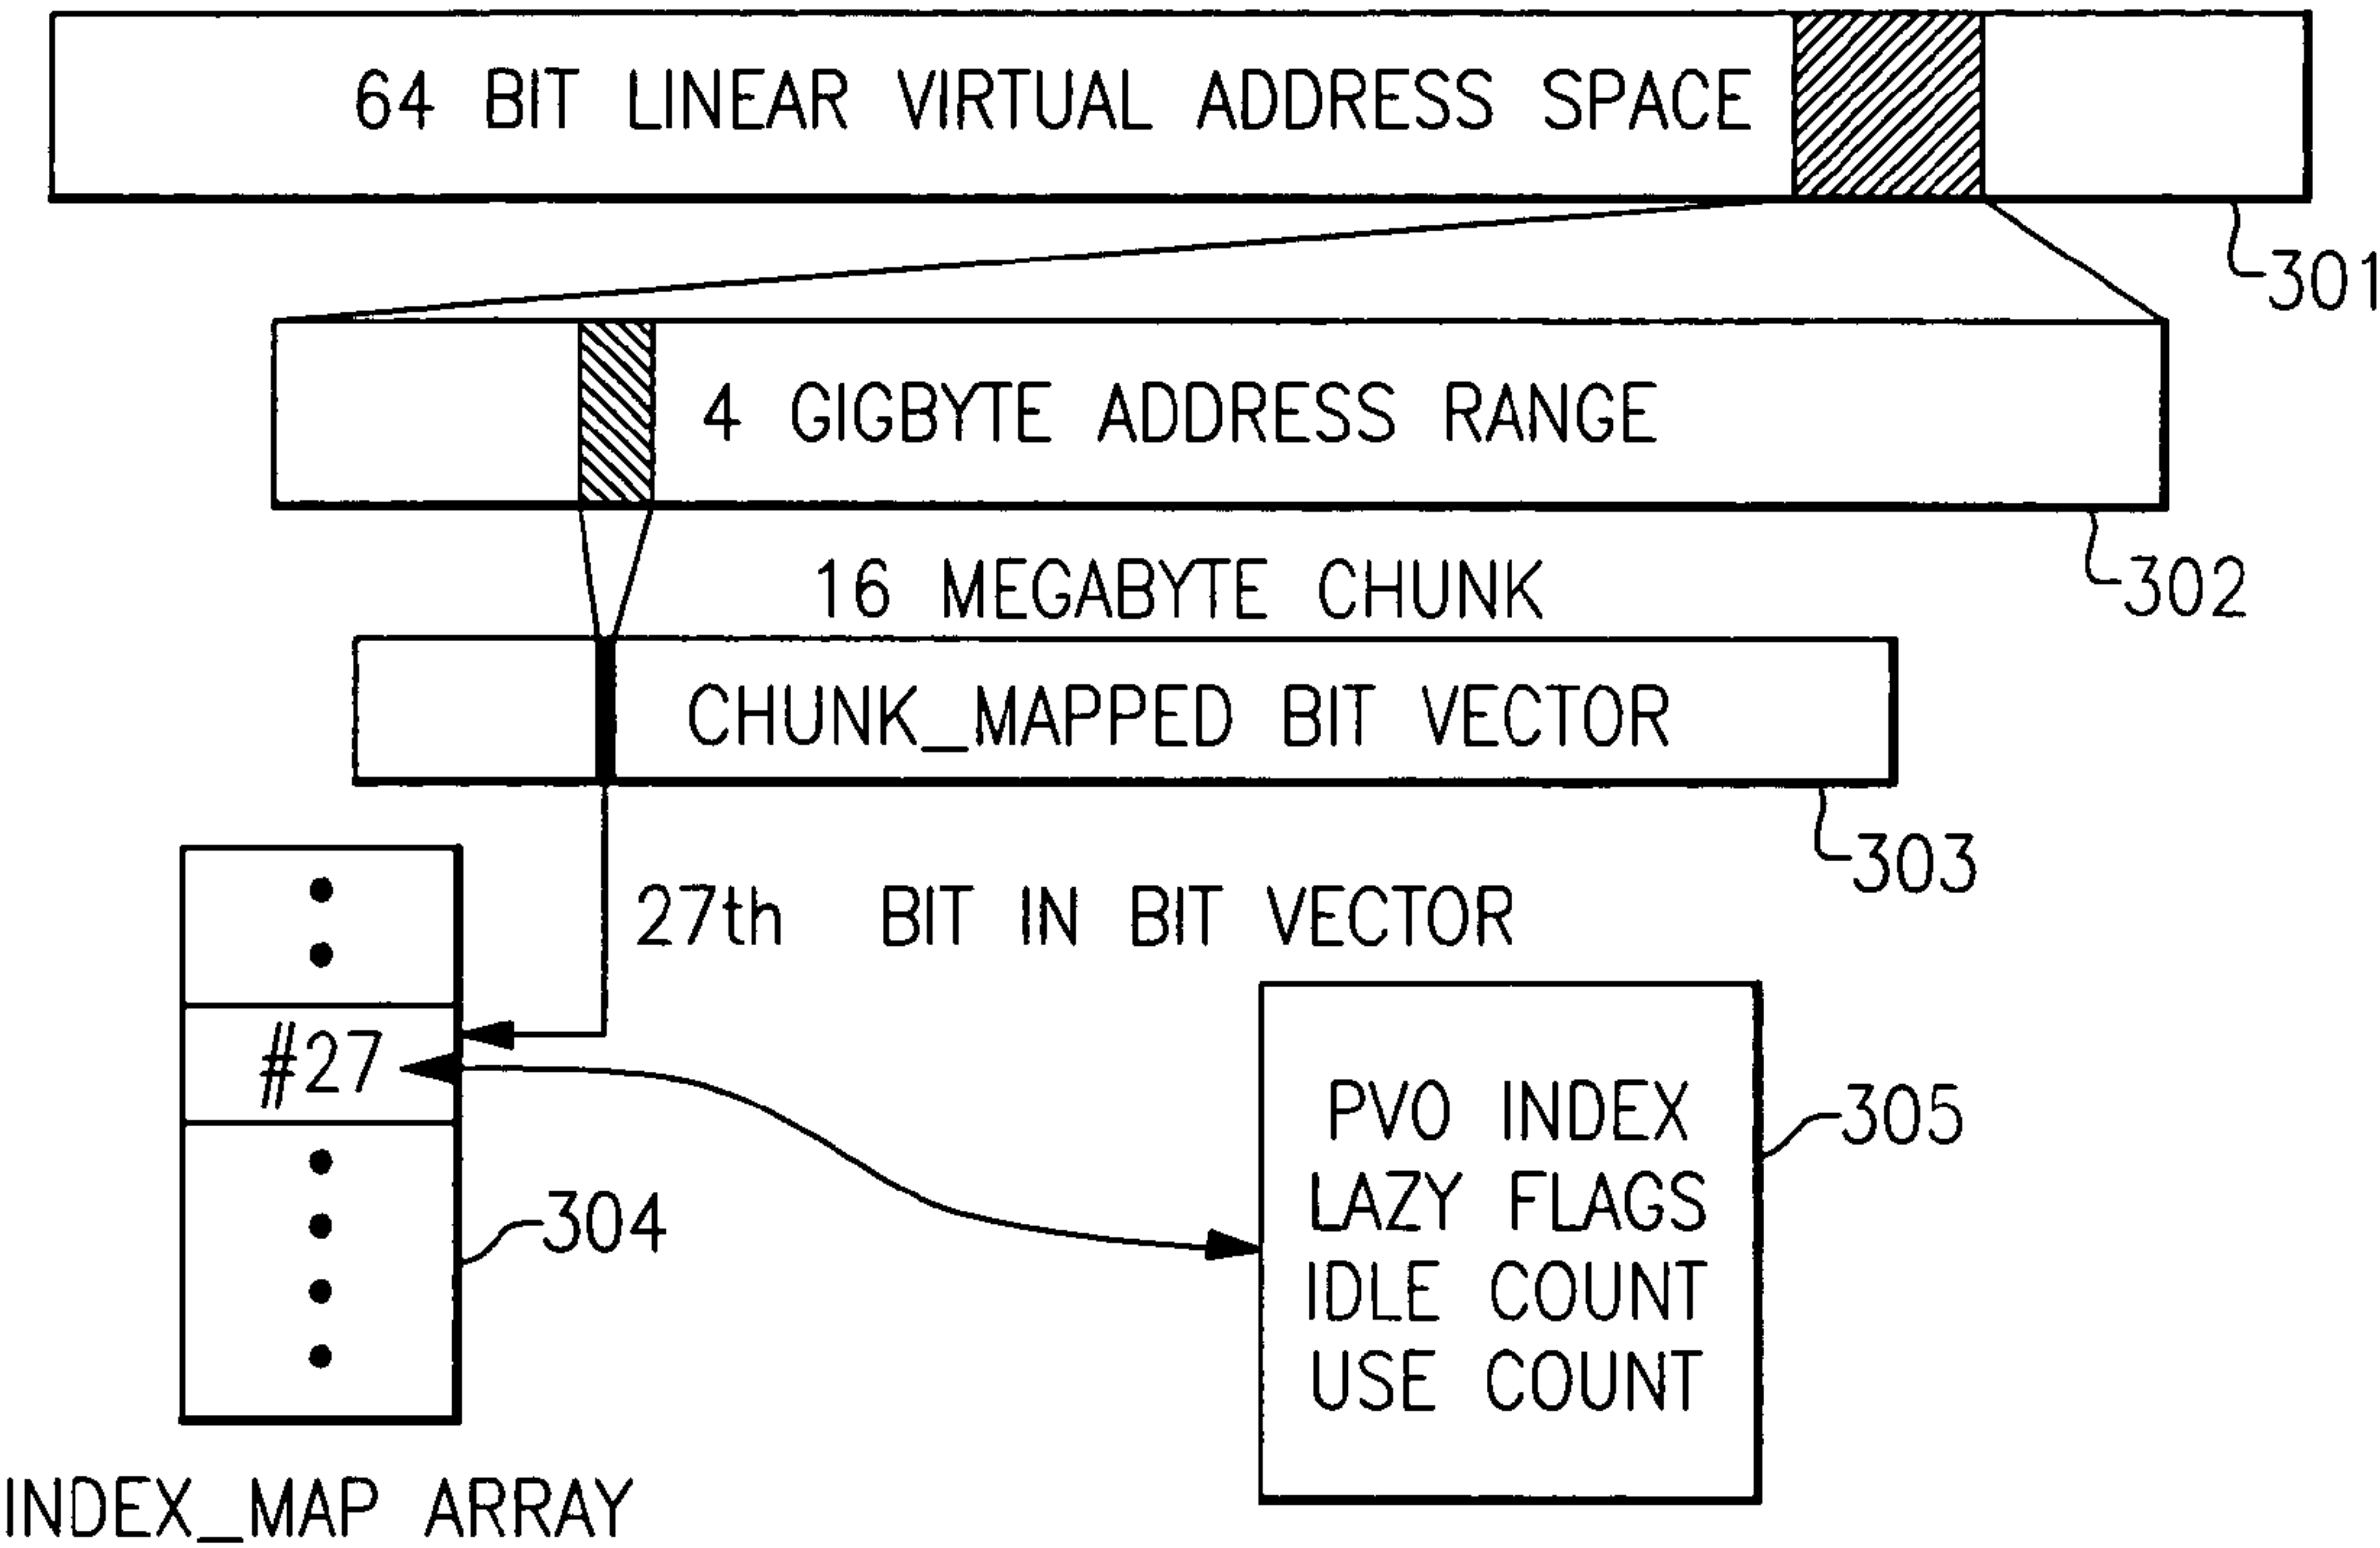 64 BIT LINEAR VIRTUAL ADDRESS SPACE
301
4 GIGBYTE ADDRESS RANGE
302
16 MEGABYTE CHUNK
CHUNK_MAPPED BIT VECTOR
303
27th BIT IN BIT VECTOR
#27
304
PVO INDEX
LAZY FLAGS
IDLE COUNT
USE COUNT
305
INDEX_MAP ARRAY